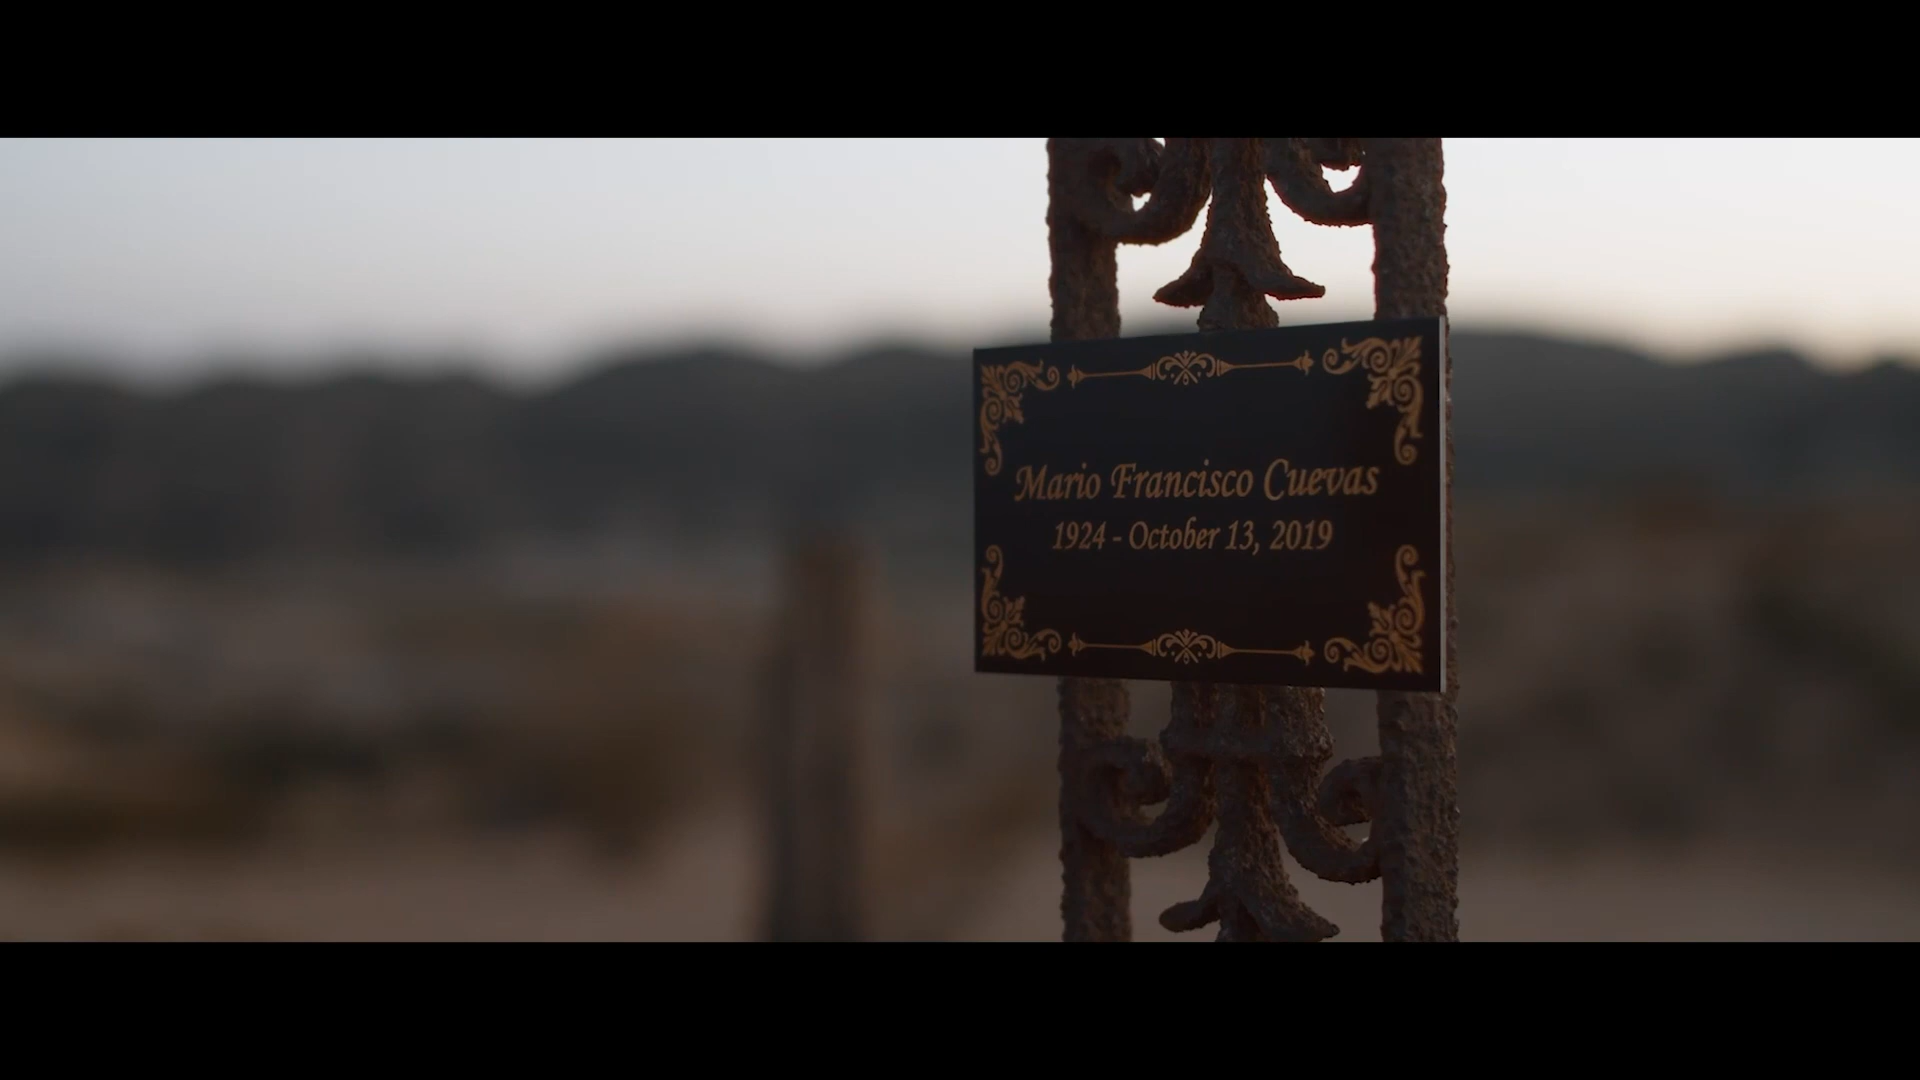 Mario Francisco Cuevas
1924 - October 13, 2019